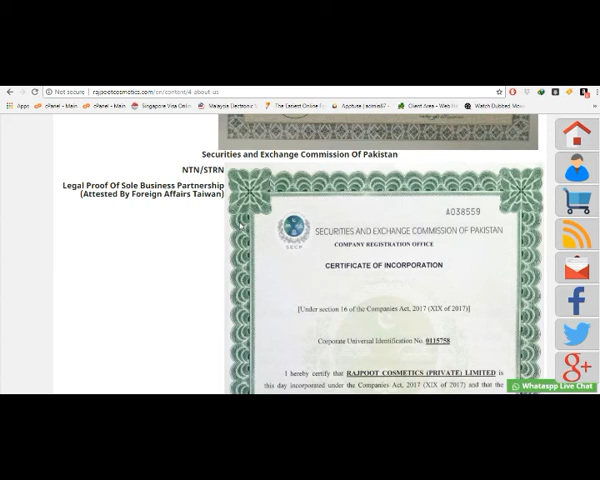 Not secure | rajpootcosmetics.com/en/content/4-about-us
Apps cPanel - Main cPanel - Main Singapore Visa Onli Malaysia Electronic The Easiest Online F Apptuse | admin87 Client Area - Web H Watch Dubbed Mov
Securities and Exchange Commission Of Pakistan
NTN/STRN
Legal Proof Of Sole Business Partnership
(Attested By Foreign Affairs Taiwan)
A038559
SECP
SECURITIES AND EXCHANGE COMMISSION OF PAKISTAN
COMPANY REGISTRATION OFFICE
CERTIFICATE OF INCORPORATION
[Under section 16 of the Companies Act, 2017 (XIX of 2017)]
Corporate Universal Identification No. 0115758
I hereby certify that RAJPOOT COSMETICS (PRIVATE) LIMITED is
this day incorporated under the Companies Act, 2017 (XIX of 2017) and that the
Whatsapp Live Chat